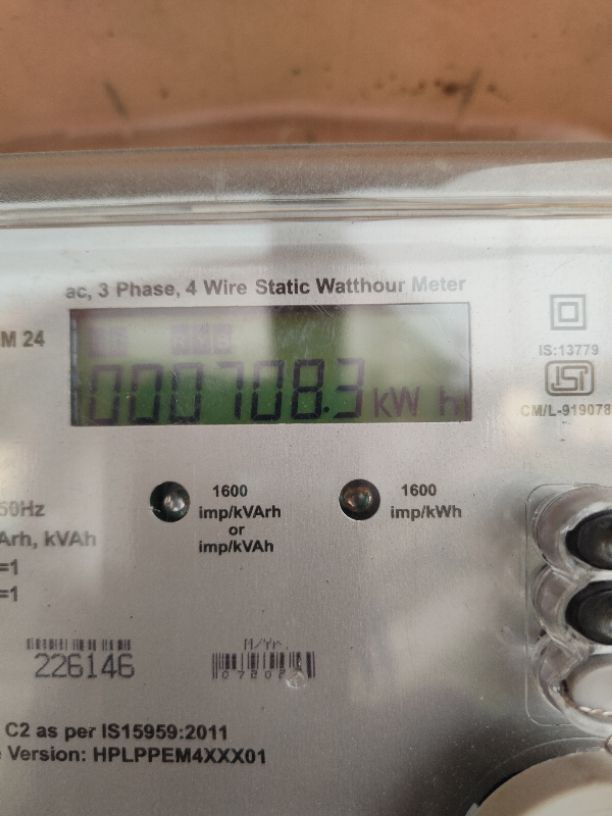 ac, 3 Phase, 4 Wire Static Watthour Meter
M 24
000708.3 kW h
IS:13779
ISI
CM/L-919078
1600
imp/kVArh
or
imp/kVAh
1600
imp/kWh
50Hz
Arh, kVAh
=1
=1
226146
M/Yr.
C2 as per IS15959:2011
Version: HPLPPEM4XXX01